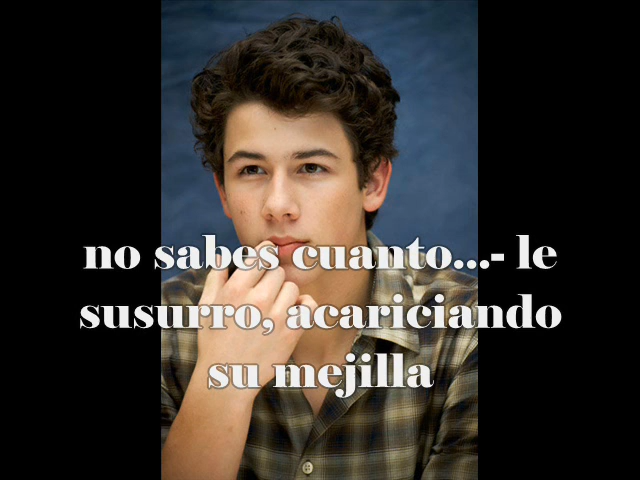 no sabes cuanto...- le
susurro, acariciando
su mejilla